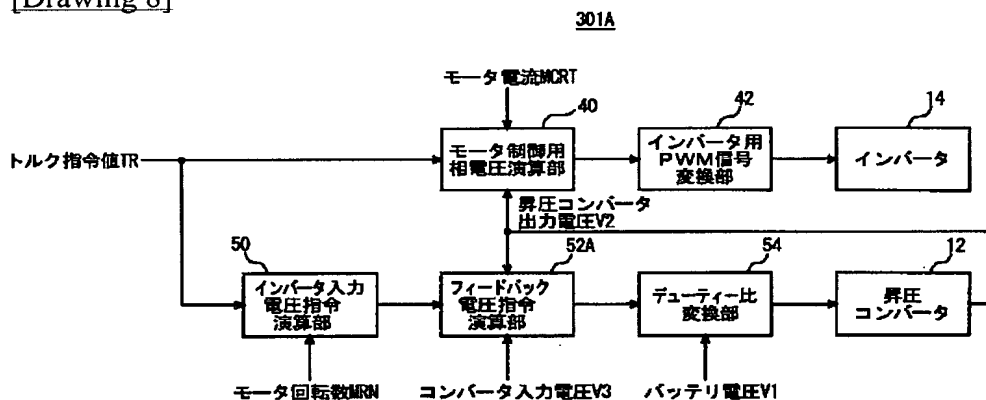 [Drawing 8]
301A
モータ電流MCRT
40
42
14
トルク指令値TR
モータ制御用
相電圧演算部
インバータ用
PWM信号
変換部
インバータ
昇圧コンバータ
出力電圧V2
50
52A
54
12
インバータ入力
電圧指令
演算部
フィードバック
電圧指令
演算部
デューティー比
変換部
昇圧
コンバータ
モータ回転数MRN
コンバータ入力電圧V3
バッテリ電圧V1